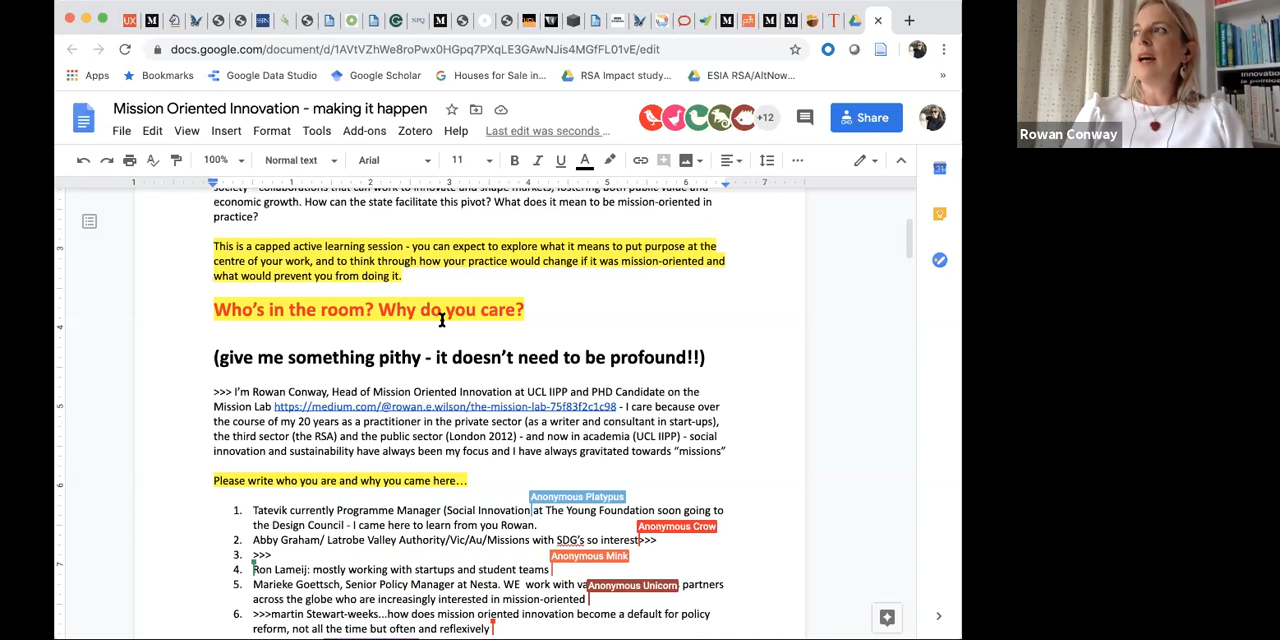 docs.google.com/document/d/1AVtVZhWe8roPwx0HGpq7PXqLE3GAwNJis4MGfFL01vE/edit
Apps Bookmarks Google Data Studio Google Scholar Houses for Sale in... RSA Impact study... ESIA RSA/AltNow... »
Mission Oriented Innovation - making it happen
+12
Share
File Edit View Insert Format Tools Add-ons Zotero Help Last edit was seconds ...
100% Normal text Arial 11 B I U A
1 1 2 3 4 5 6 7
society - collaborations that can work to innovate and shape markets, fostering both public value and
economic growth. How can the state facilitate this pivot? What does it mean to be mission-oriented in
practice?
This is a capped active learning session - you can expect to explore what it means to put purpose at the
centre of your work, and to think through how your practice would change if it was mission-oriented and
what would prevent you from doing it.
Who's in the room? Why do you care?
(give me something pithy - it doesn't need to be profound!!)
>>> I'm Rowan Conway, Head of Mission Oriented Innovation at UCL IIPP and PHD Candidate on the
Mission Lab https://medium.com/@rowan.e.wilson/the-mission-lab-75f83f2c1c98 - I care because over
the course of my 20 years as a practitioner in the private sector (as a writer and consultant in start-ups),
the third sector (the RSA) and the public sector (London 2012) - and now in academia (UCL IIPP) - social
innovation and sustainability have always been my focus and I have always gravitated towards "missions"
Please write who you are and why you came here...
Anonymous Platypus
1. Tatevik currently Programme Manager (Social Innovation at The Young Foundation soon going to
the Design Council - I came here to learn from you Rowan.
Anonymous Crow
2. Abby Graham/ Latrobe Valley Authority/Vic/Au/Missions with SDG's so interest>>>
3. >>>
Anonymous Mink
4. Ron Lameij: mostly working with startups and student teams
5. Marieke Goettsch, Senior Policy Manager at Nesta. WE work with partners
Anonymous Unicorn
across the globe who are increasingly interested in mission-oriented
6. >>>martin Stewart-weeks...how does mission oriented innovation become a default for policy
reform, not all the time but often and reflexively
3
4
5
6
7
31
Rowan Conway